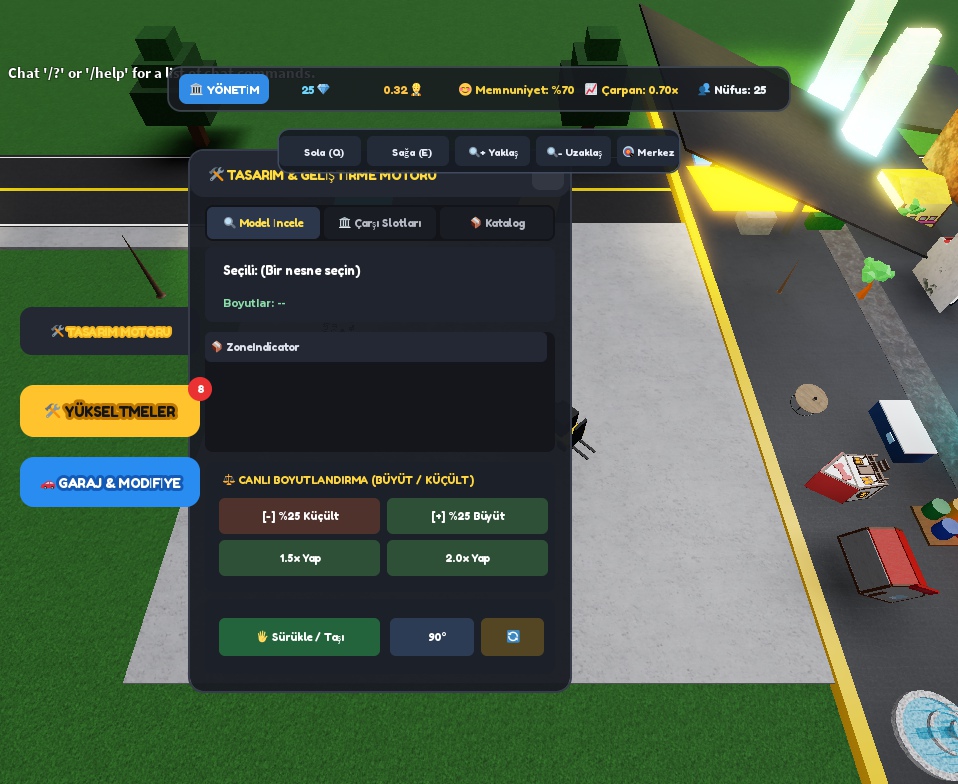 Chat '/?' or '/help' for a list of chat commands.
🏛️ YÖNETİM 25 💎 0.32 👷 😊 Memnuniyet: %70 📈 Çarpan: 0.70x 👥 Nüfus: 25
Sola (Q) Sağa (E) 🔍+ Yaklaş 🔍- Uzaklaş 🎯 Merkez
🛠️ TASARIM & GELİŞTİRME MOTORU
🔍 Model İncele 🏛️ Çarşı Slotları 📦 Katalog
Seçili: (Bir nesne seçin)
Boyutlar: --
🛠️ TASARIM MOTORU
📦 ZoneIndicator
8
🛠️ YÜKSELTMELER
🚗 GARAJ & MODİFİYE
⚖️ CANLI BOYUTLANDIRMA (BÜYÜT / KÜÇÜLT)
[-] %25 Küçült [+] %25 Büyüt
1.5x Yap 2.0x Yap
🖐️ Sürükle / Taşı 90° 🔄